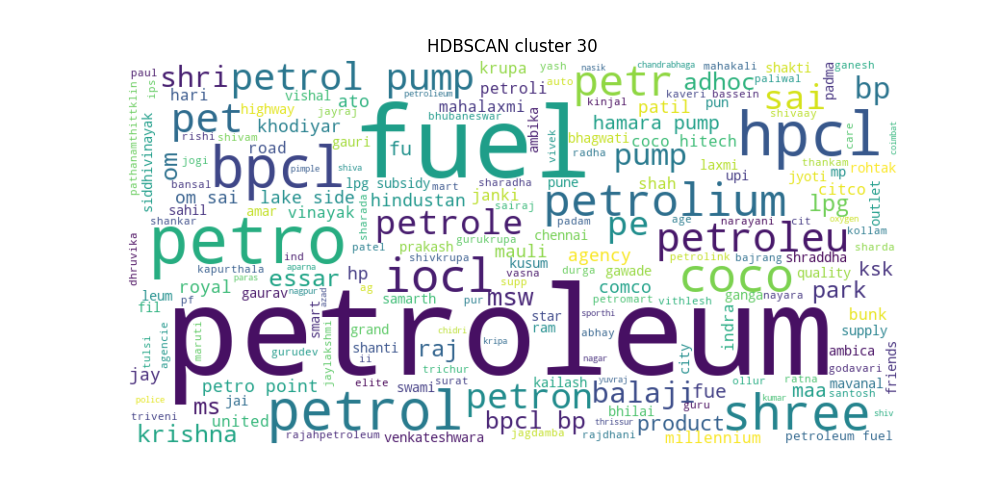 HDBSCAN cluster 30
paul
shri
petrol pump
krupa
yash
nasik
chandrabhaga
mahakali
shakti
ganesh
pathanamthittklin
ips
hari
vishal
ato
petrolieum
petroli
auto
petr
adhoc
paliwal
padma
bp
siddhivinayak
pet
highway
jayraj
mahalaxmi
bhubaneswar
ambika
kinjal
kaveri bassein
patil
pun
sai
shivaay
rishi
shivam
khodiyar
gauri
fuel
vivek
bhagwati
hamara pump
coco hitech
hpcl
care
coimbat
om
jogi
road
fu
radha
pump
laxmi
jyoti
thankam
rohtak
bansal
bpcl
pimple
shiva
lpg subsidy
mart
sharadha
pune
shah
upi
mp
citco
sahil
om sai
lake side
hindustan
janki
sairaj
petrolium
lpg
outlet
shankar
amar
vinayak
sharada
petrole
padam
pe
age
narayani
cit
oxygen
kollam
dhruvika
petro
patel
prakash
gurukrupa
chennai
mauli
petrolink
petroleu
bajrang
shraddha
sharda
kapurthala
ind
aparna
shivkrupa
kusum
agency
quality
ksk
paras
essar
hp
iocl
vasna
durga
gawade
coco
leum
royal
gaurav
nagpur
azad
ag
supp
comco
ganga
nayara
park
fil
pf
smart
samarth
pur
msw
petromart
vithlesh
indra
tulsi
agencie
maruti
petroleum
grand
chidri
star
ram
sporthi
abhay
bunk
supply
gurudev
jaylakshmi
shanti
ii
raj
kripa
nagar
city
ambica
godavari
friends
jay
petro point
elite
trichur
surat
kailash
yuvraj
ollur
ratna
mavanal
santosh
ms
jai
petrol
swami
petron
balaji
fue
guru
kumar
maa
shiv
police
triveni
united
bpcl bp
bhilai
thrissur
product
shree
krishna
rajahpetroleum
venkateshwara
jagdamba
rajdhani
millennium
petroleum fuel